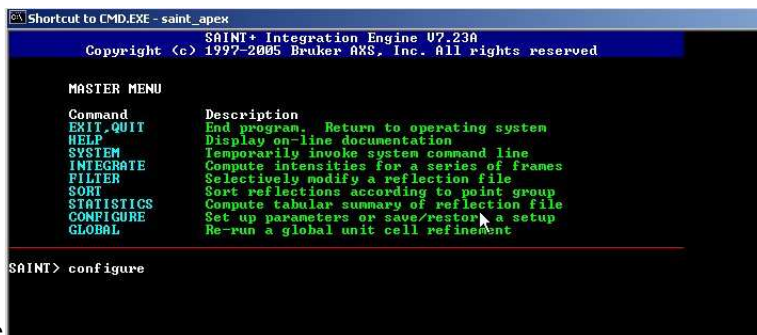 Shortcut to CMD.EXE - saint_apex
SAINT+ Integration Engine V7.23A
Copyright (c) 1997-2005 Bruker AXS, Inc. All rights reserved
MASTER MENU
Command Description
EXIT,QUIT End program. Return to operating system
HELP Display on-line documentation
SYSTEM Temporarily invoke system command line
INTEGRATE Compute intensities for a series of frames
FILTER Selectively modify a reflection file
SORT Sort reflections according to point group
STATISTICS Compute tabular summary of reflection file
CONFIGURE Set up parameters or save/restore a setup
GLOBAL Re-run a global unit cell refinement
SAINT> configure